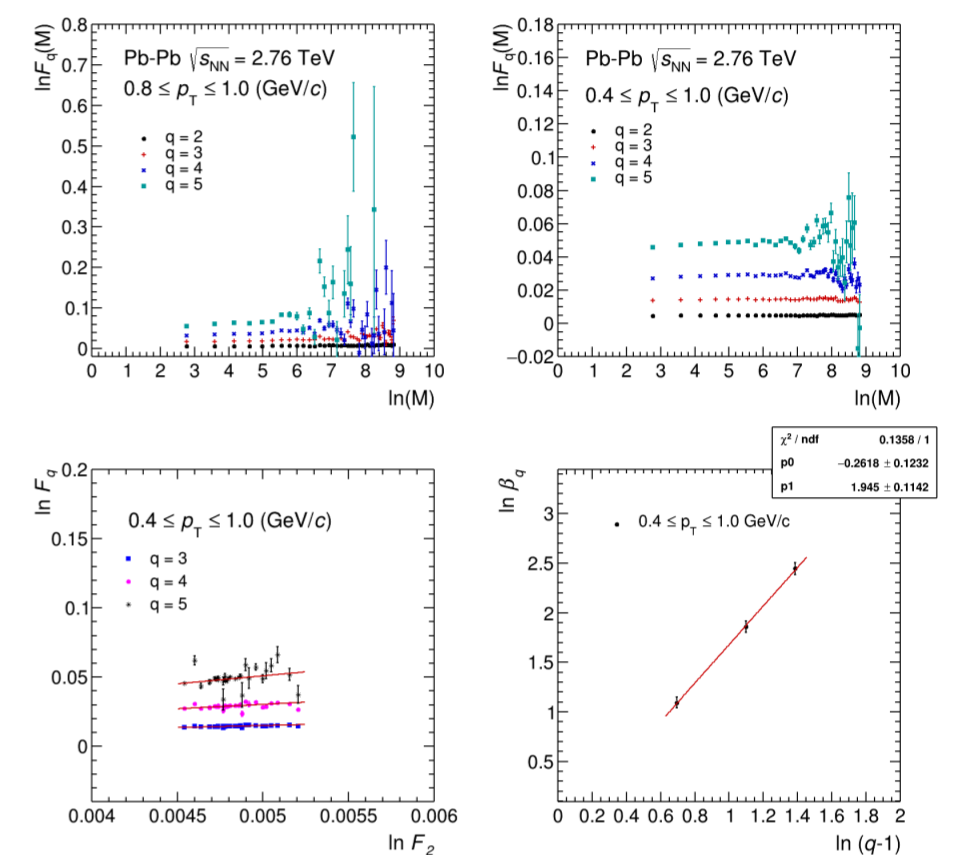 lnF_q(M)
Pb-Pb √s_NN = 2.76 TeV
0.8 ≤ p_T ≤ 1.0 (GeV/c)
q = 2
q = 3
q = 4
q = 5
0.8
0.7
0.6
0.5
0.4
0.3
0.2
0.1
0
0 1 2 3 4 5 6 7 8 9 10
ln(M)
lnF_q(M)
Pb-Pb √s_NN = 2.76 TeV
0.4 ≤ p_T ≤ 1.0 (GeV/c)
q = 2
q = 3
q = 4
q = 5
0.18
0.16
0.14
0.12
0.1
0.08
0.06
0.04
0.02
0
−0.02
0 1 2 3 4 5 6 7 8 9 10
ln(M)
ln F_q
0.4 ≤ p_T ≤ 1.0 (GeV/c)
q = 3
q = 4
q = 5
0.2
0.15
0.1
0.05
0
0.004 0.0045 0.005 0.0055 0.006
ln F_2
χ² / ndf 0.1358 / 1
p0 −0.2618 ± 0.1232
p1 1.945 ± 0.1142
ln β_q
0.4 ≤ p_T ≤ 1.0 GeV/c
3
2.5
2
1.5
1
0.5
0 0.2 0.4 0.6 0.8 1 1.2 1.4 1.6 1.8 2
ln (q-1)